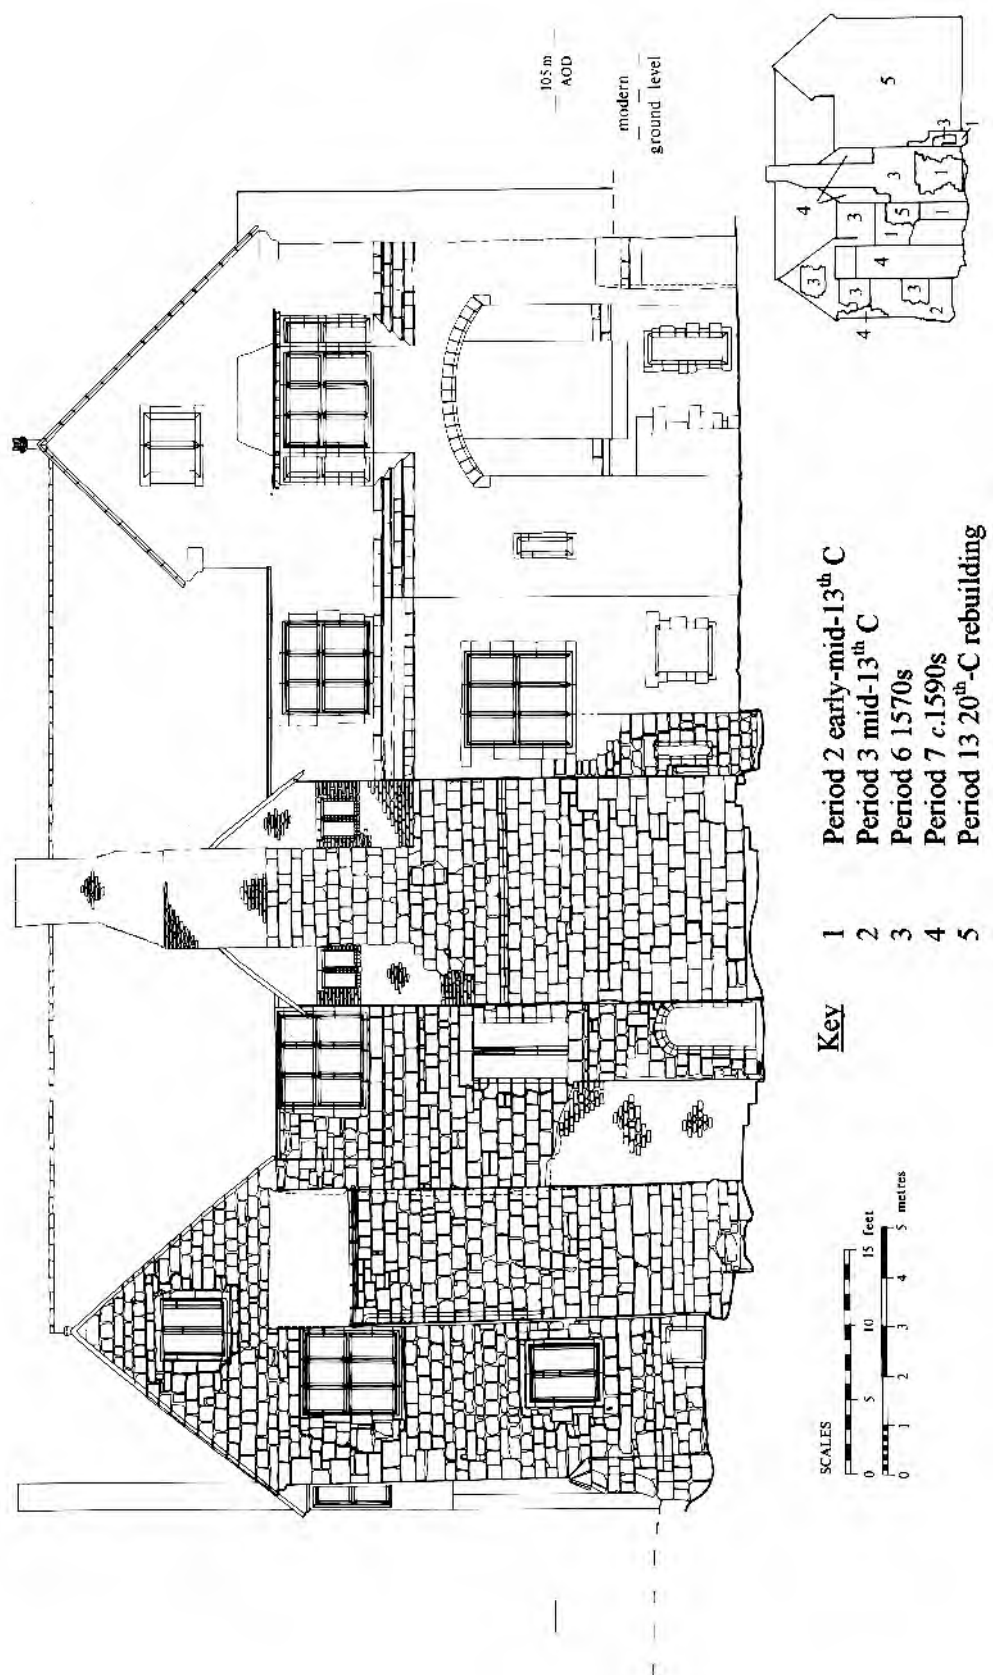 105 m
AOD
modern
ground level
5
3
1
4
3
3
1
5
1
1
4
3
3
3
2
4
Key
1 Period 2 early-mid-13th C
2 Period 3 mid-13th C
3 Period 6 1570s
4 Period 7 c.1590s
5 Period 13 20th-C rebuilding
SCALES
0 5 10 15 feet
0 1 2 3 4 5 metres